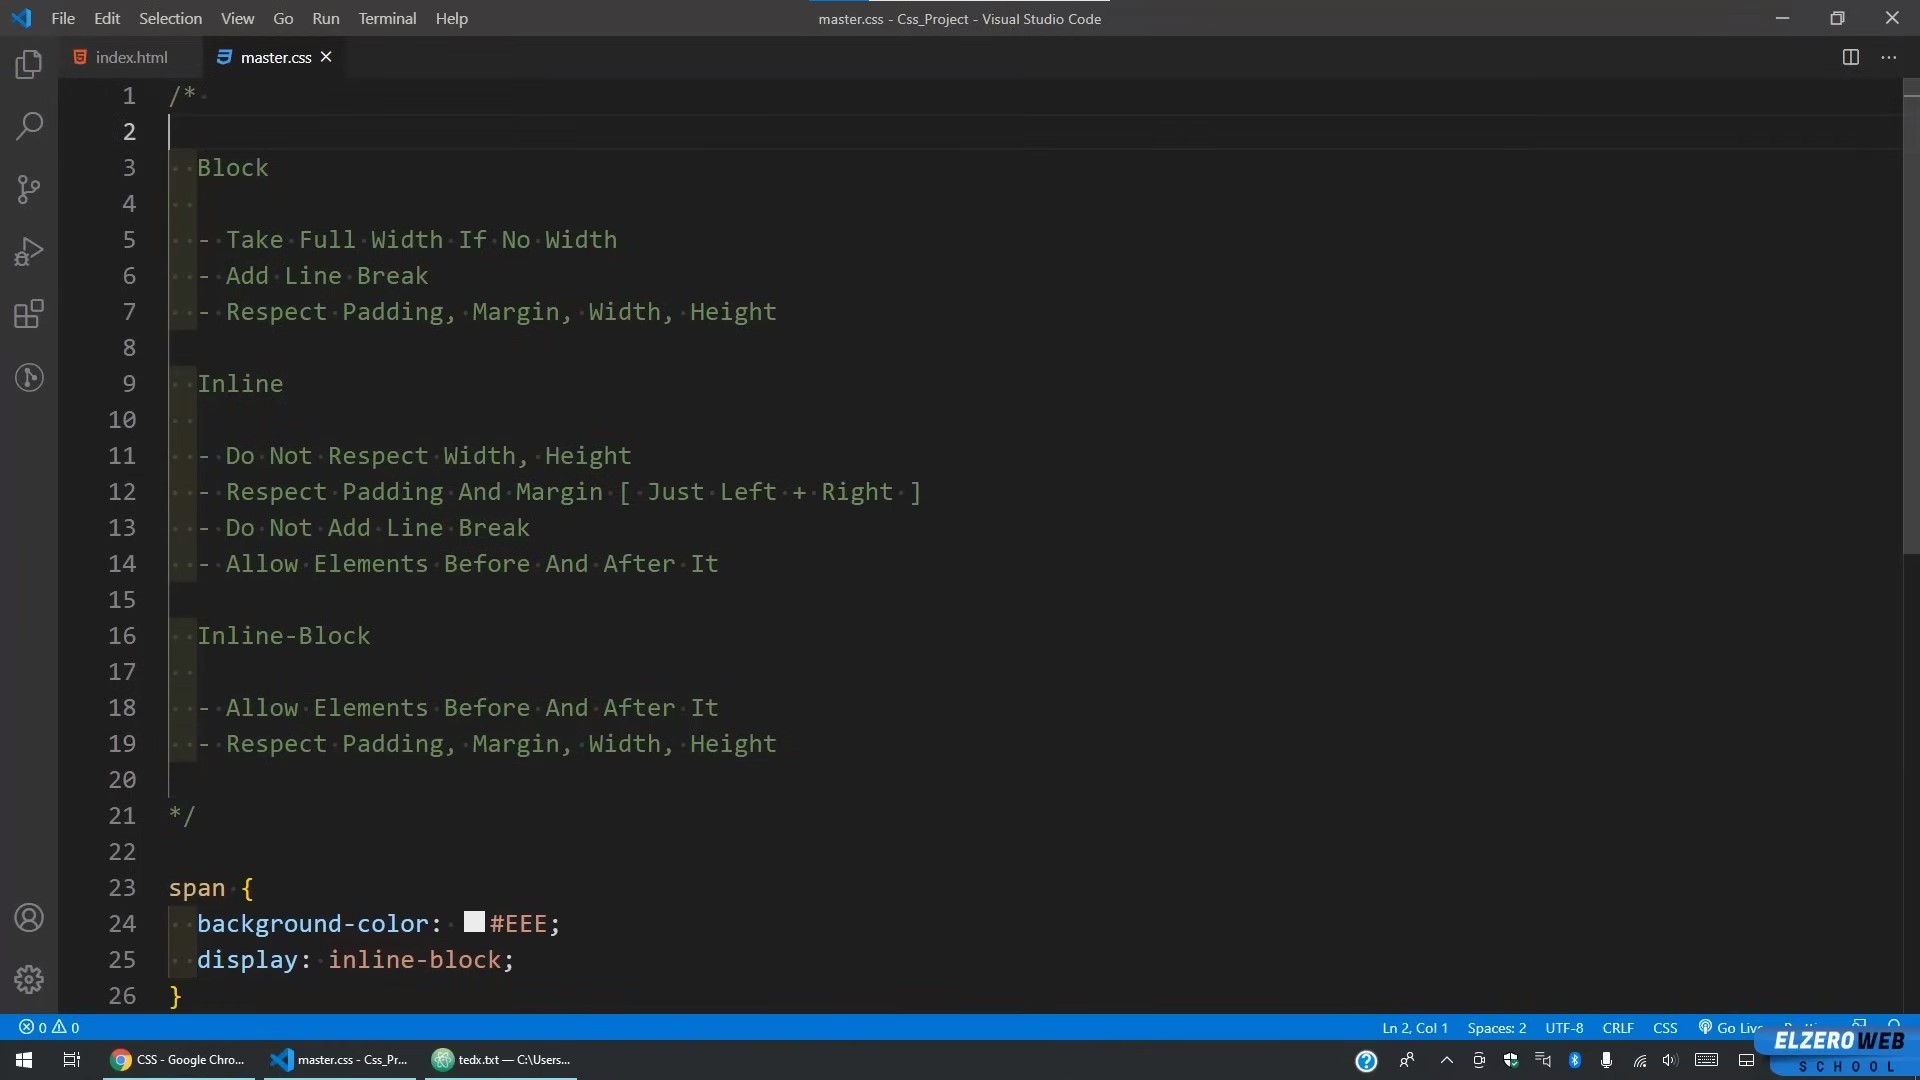 File Edit Selection View Go Run Terminal Help
master.css - Css_Project - Visual Studio Code
index.html
master.css
1 /*
2
3 Block
4
5 - Take Full Width If No Width
6 - Add Line Break
7 - Respect Padding, Margin, Width, Height
8
9 Inline
10
11 - Do Not Respect Width, Height
12 - Respect Padding And Margin [ Just Left + Right ]
13 - Do Not Add Line Break
14 - Allow Elements Before And After It
15
16 Inline-Block
17
18 - Allow Elements Before And After It
19 - Respect Padding, Margin, Width, Height
20
21 */
22
23 span {
24 background-color: #EEE;
25 display: inline-block;
26 }
0 0
Ln 2, Col 1 Spaces: 2 UTF-8 CRLF CSS Go Live
CSS - Google Chro...
master.css - Css_Pr...
tedx.txt — C:\Users...
ELZEROWEB
SCHOOL